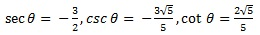 sec θ = −3/2, csc θ = −3√5/5, cot θ = 2√5/5